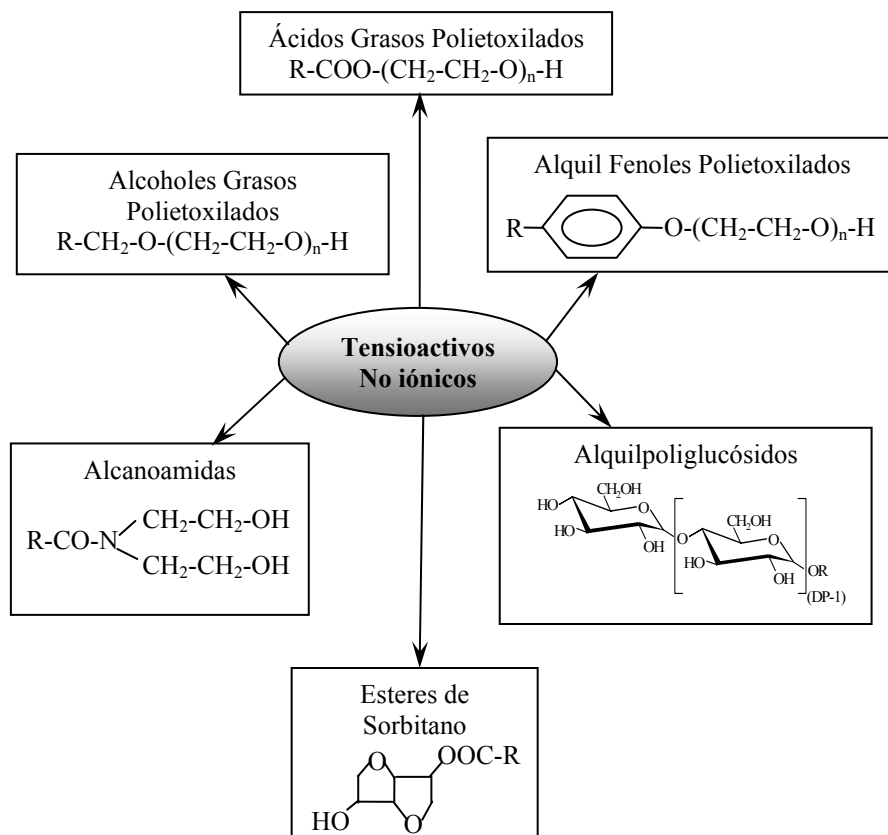 Ácidos Grasos Polietoxilados
R-COO-(CH₂-CH₂-O)ₙ-H
Alcoholes Grasos
Polietoxilados
R-CH₂-O-(CH₂-CH₂-O)ₙ-H
Alquil Fenoles Polietoxilados
R
O-(CH₂-CH₂-O)ₙ-H
Tensioactivos
No iónicos
Alcanoamidas
CH₂-CH₂-OH
R-CO-N
CH₂-CH₂-OH
Alquilpoliglucósidos
CH₂OH
HO
O
HO
HO
OH
O
CH₂OH
O
HO
OH
OR
(DP-1)
Esteres de
Sorbitano
O
OOC-R
HO
O